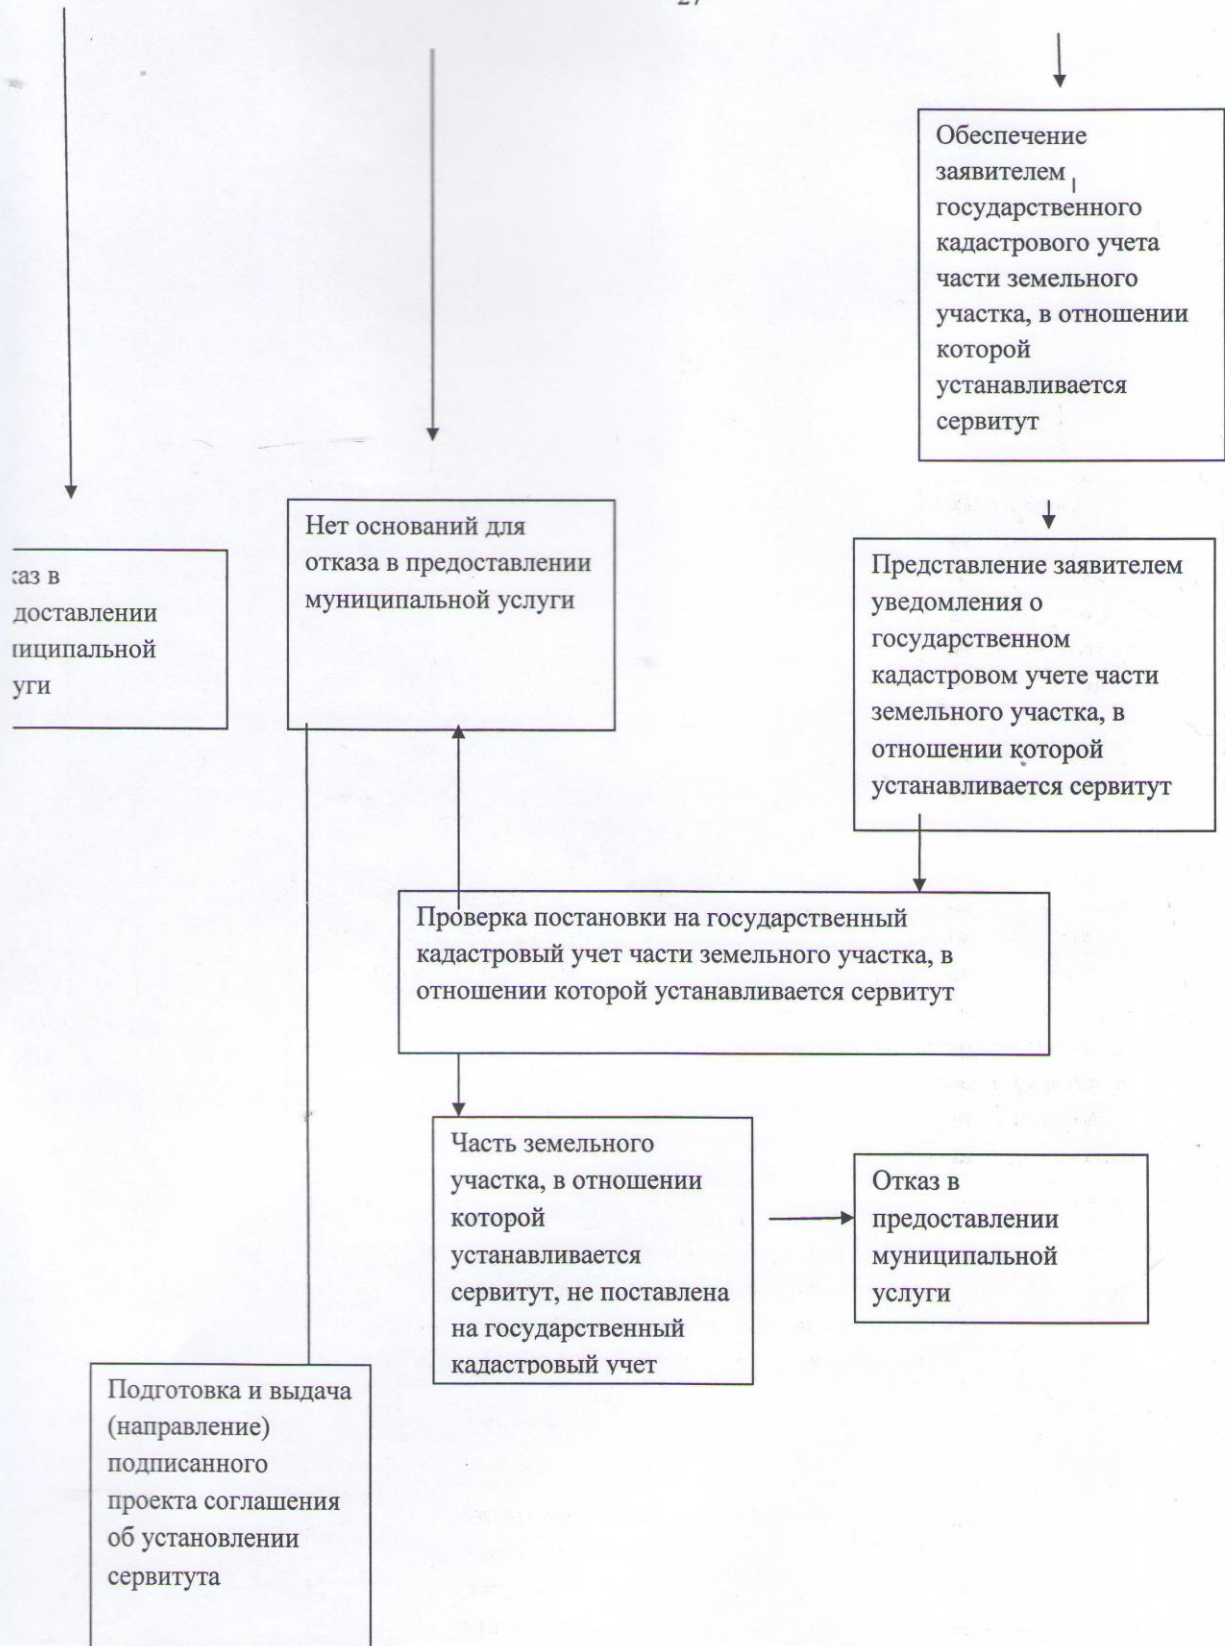 27
Обеспечение
заявителем
государственного
кадастрового учета
части земельного
участка, в отношении
которой
устанавливается
сервитут
Нет оснований для
отказа в предоставлении
муниципальной услуги
каз в
доставлении
ниципальной
уги
Представление заявителем
уведомления о
государственном
кадастровом учете части
земельного участка, в
отношении которой
устанавливается сервитут
Проверка постановки на государственный
кадастровый учет части земельного участка, в
отношении которой устанавливается сервитут
Часть земельного
участка, в отношении
которой
устанавливается
сервитут, не поставлена
на государственный
кадастровый учет
Отказ в
предоставлении
муниципальной
услуги
Подготовка и выдача
(направление)
подписанного
проекта соглашения
об установлении
сервитута